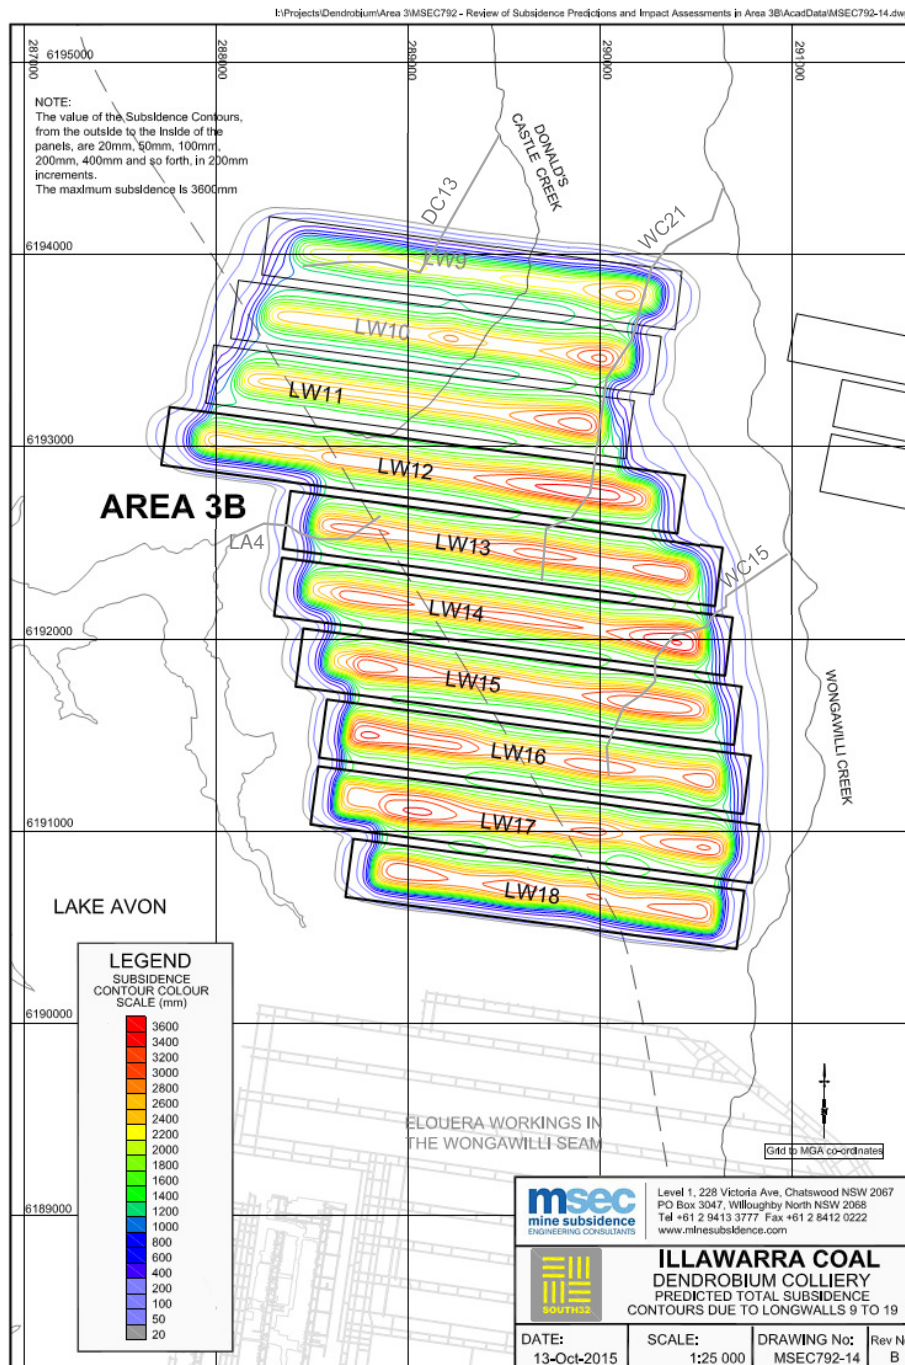 I:\Projects\Dendrobium\Area 3\MSEC792 - Review of Subsidence Predictions and Impact Assessments in Area 3B\AcadData\MSEC792-14.dw
287000
288000
289000
290000
291000
6195000
NOTE:
The value of the Subsidence Contours,
from the outside to the inside of the
panels, are 20mm, 50mm, 100mm,
200mm, 400mm and so forth, in 200mm
increments.
The maximum subsidence is 3600mm
DONALD'S
CASTLE CREEK
DC13
WC21
6194000
LW9
LW10
LW11
6193000
LW12
AREA 3B
LA4
LW13
WC15
LW14
6192000
LW15
WONGAWILLI CREEK
LW16
6191000
LW17
LW18
LAKE AVON
LEGEND
SUBSIDENCE
CONTOUR COLOUR
SCALE (mm)
3600
3400
3200
3000
2800
2600
2400
2200
2000
1800
1600
1400
1200
1000
800
600
400
200
100
50
20
6190000
ELOUERA WORKINGS IN
THE WONGAWILLI SEAM
N
Grid to MGA co-ordinates
6189000
msec
mine subsidence
ENGINEERING CONSULTANTS
Level 1, 228 Victoria Ave, Chatswood NSW 2067
PO Box 3047, Willoughby North NSW 2068
Tel +61 2 9413 3777 Fax +61 2 8412 0222
www.minesubsidence.com
SOUTH32
ILLAWARRA COAL
DENDROBIUM COLLIERY
PREDICTED TOTAL SUBSIDENCE
CONTOURS DUE TO LONGWALLS 9 TO 19
DATE:
13-Oct-2015
SCALE:
1:25 000
DRAWING No:
MSEC792-14
Rev N
B